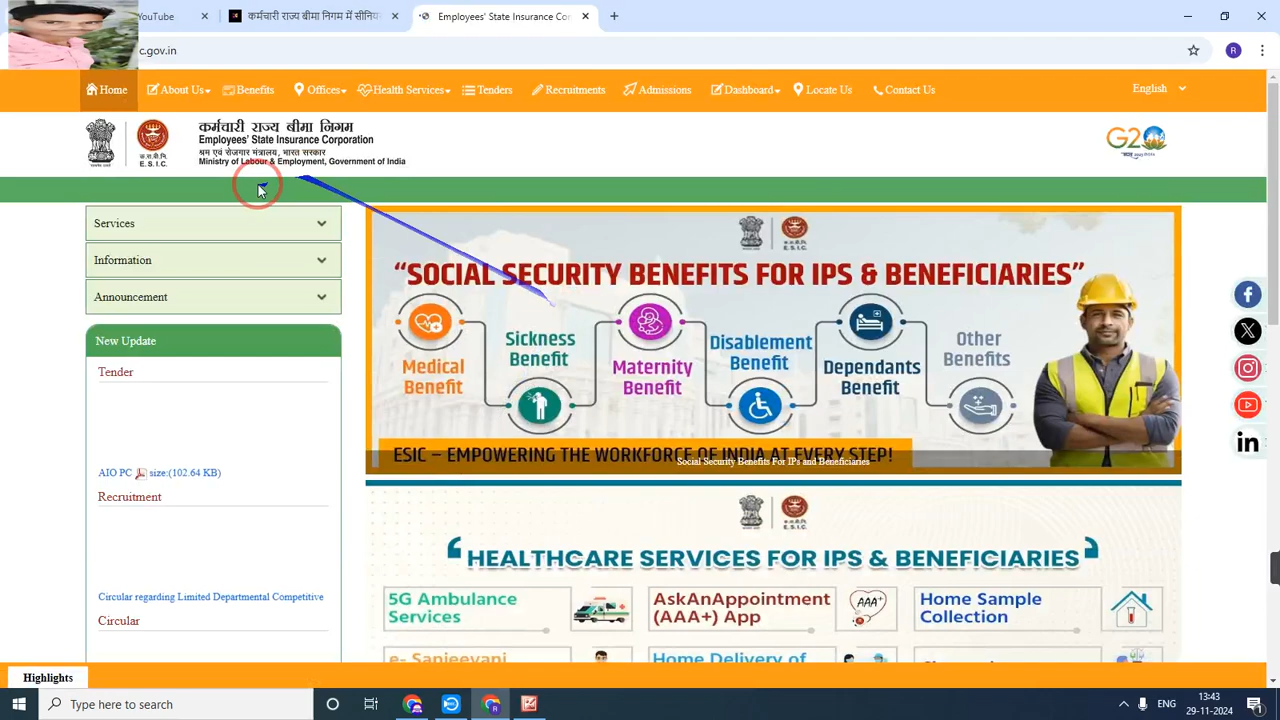 YouTube
कर्मचारी राज्य बीमा निगम में सीनि
Employees' State Insurance Cor
c.gov.in
R
Home
About Us
Benefits
Offices
Health Services
Tenders
Recruitments
Admissions
Dashboard
Locate Us
Contact Us
English
कर्मचारी राज्य बीमा निगम
Employees' State Insurance Corporation
श्रम एवं रोजगार मंत्रालय, भारत सरकार
Ministry of Labour & Employment, Government of India
क.रा.बी.नि.
E.S.I.C.
G20
Services
Information
Announcement
New Update
Tender
AIO PC size:(102.64 KB)
Recruitment
Circular regarding Limited Departmental Competitive
Circular
“SOCIAL SECURITY BENEFITS FOR IPS & BENEFICIARIES”
Medical Benefit
Sickness Benefit
Maternity Benefit
Disablement Benefit
Dependants Benefit
Other Benefits
ESIC – EMPOWERING THE WORKFORCE OF INDIA AT EVERY STEP!
Social Security Benefits For IPs and Beneficiaries
HEALTHCARE SERVICES FOR IPS & BENEFICIARIES
5G Ambulance Services
AskAnAppointment (AAA+) App
AAA+
Home Sample Collection
e- Sanjeevani
Home Delivery of
Highlights
Type here to search
ENG
13:43
29-11-2024